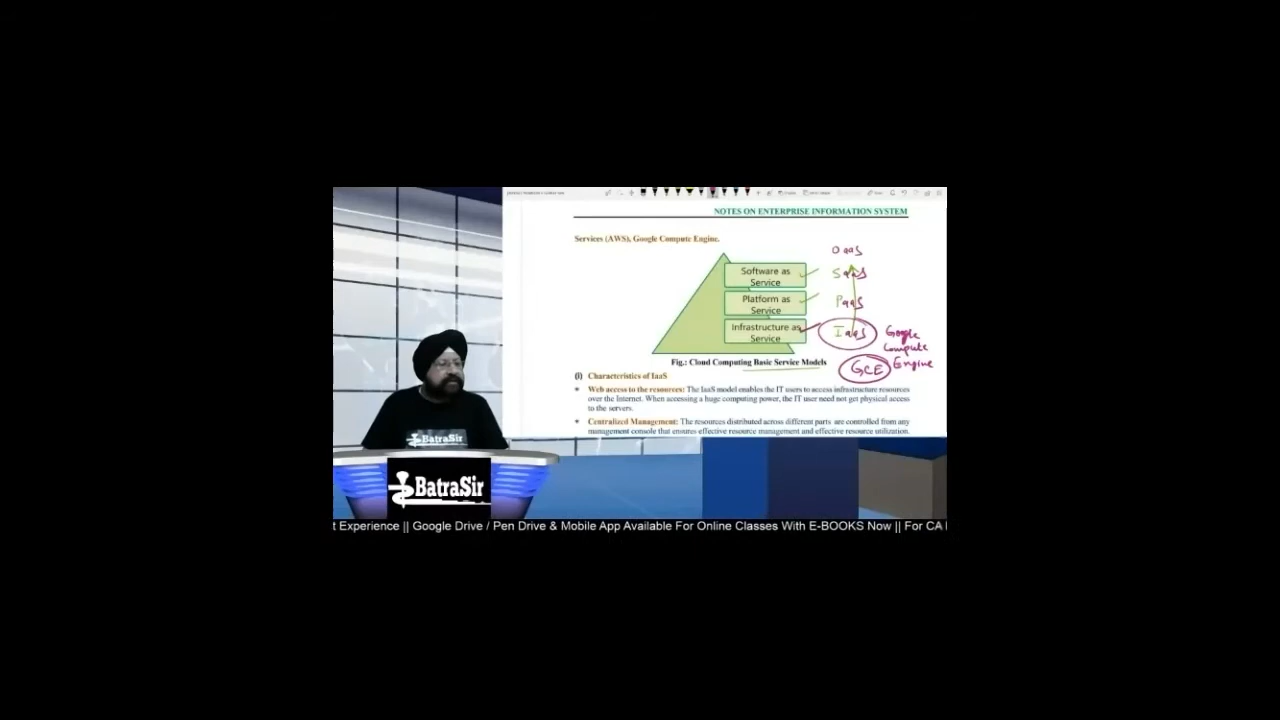 NOTES ON ENTERPRISE INFORMATION SYSTEM
Services (AWS), Google Compute Engine.
Software as
Service
Platform as
Service
Infrastructure as
Service
OaaS
SaaS
PaaS
IaaS
Google
Compute
Engine
GCE
Fig.: Cloud Computing Basic Service Models
(I) Characteristics of IaaS
* Web access to the resources: The IaaS model enables the IT users to access infrastructure resources
over the Internet. When accessing a huge computing power, the IT user need not get physical access
to the servers.
* Centralized Management: The resources distributed across different parts are controlled from any
management console that ensures effective resource management and effective resource utilization.
BatraSir
BatraSir
t Experience || Google Drive / Pen Drive & Mobile App Available For Online Classes With E-BOOKS Now || For CA